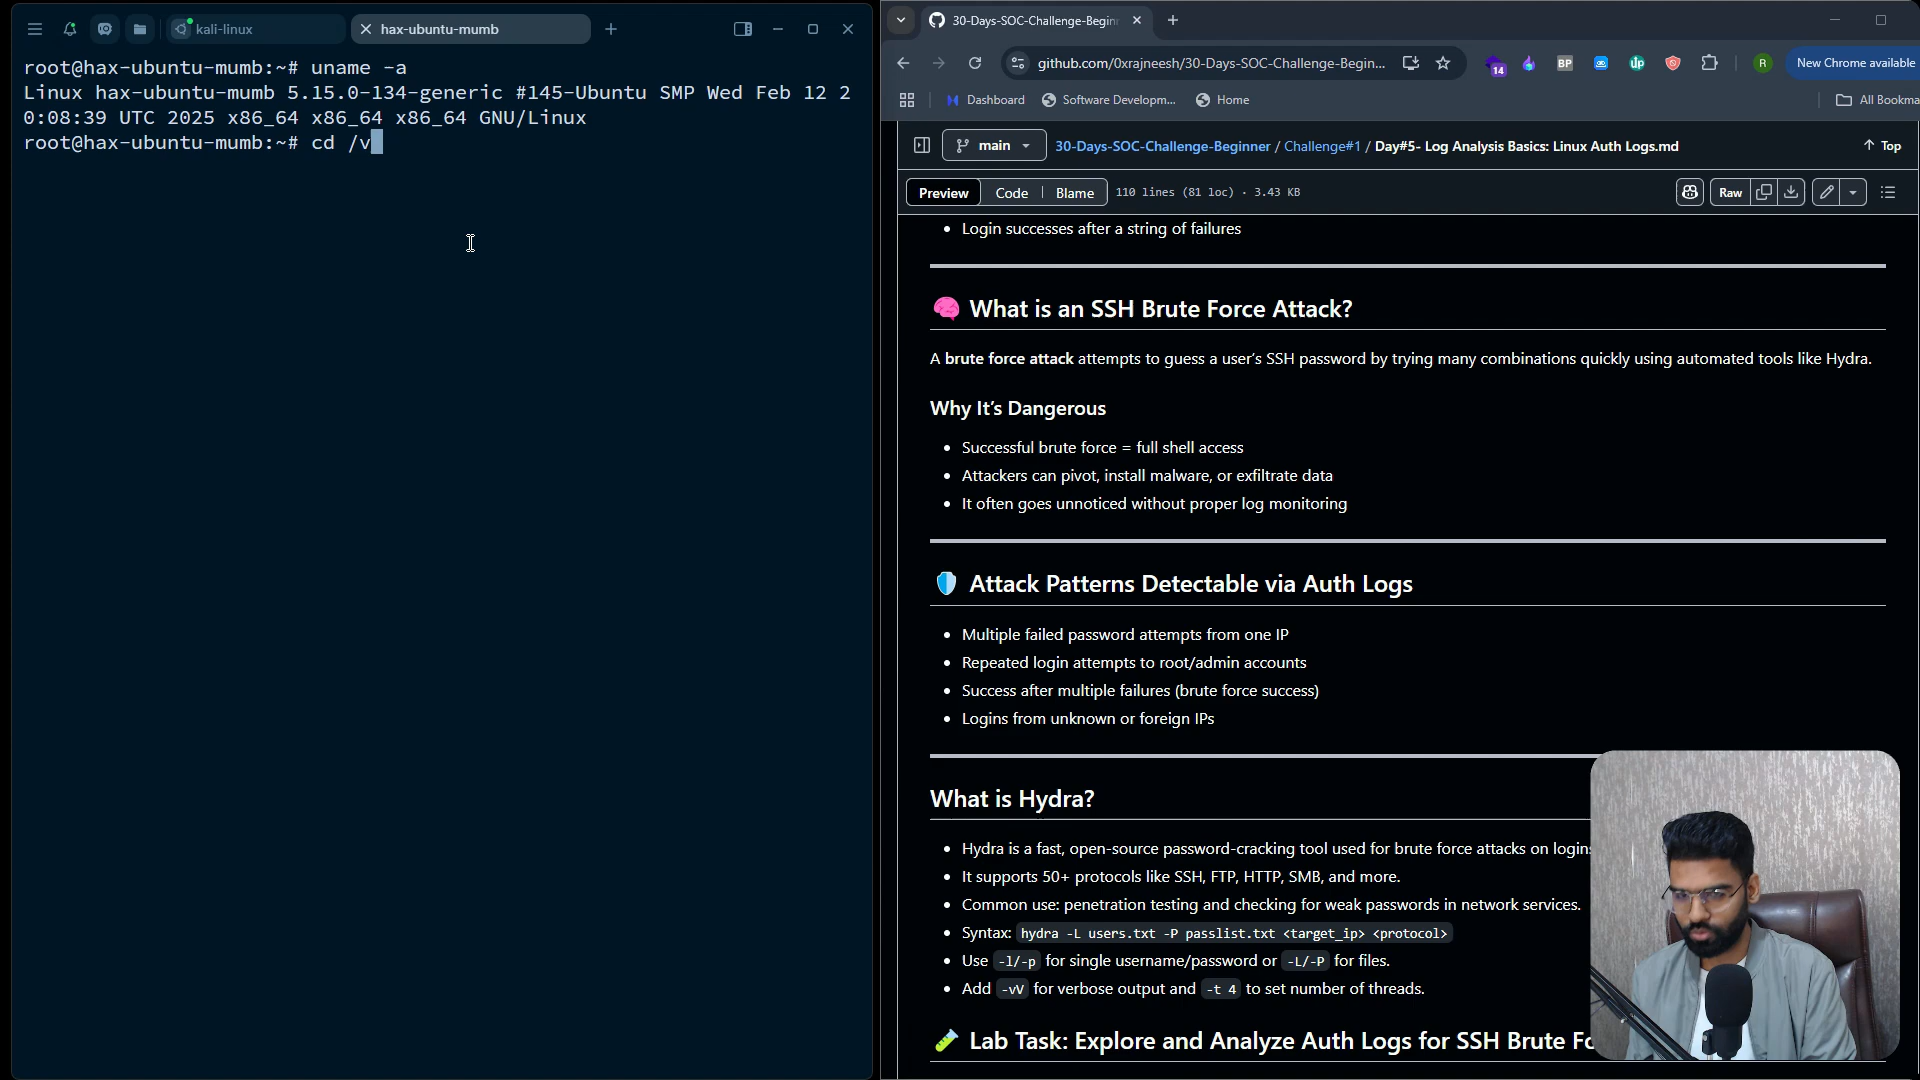 kali-linux
hax-ubuntu-mumb
root@hax-ubuntu-mumb:~# uname -a
Linux hax-ubuntu-mumb 5.15.0-134-generic #145-Ubuntu SMP Wed Feb 12 2
0:08:39 UTC 2025 x86_64 x86_64 x86_64 GNU/Linux
root@hax-ubuntu-mumb:~# cd /v
30-Days-SOC-Challenge-Beginn
github.com/0xrajneesh/30-Days-SOC-Challenge-Begin...
14
BP
up
R
New Chrome available
Dashboard
Software Developm...
Home
All Bookma
main
30-Days-SOC-Challenge-Beginner / Challenge#1 / Day#5- Log Analysis Basics: Linux Auth Logs.md
Top
Preview
Code
Blame
110 lines (81 loc) · 3.43 KB
Raw
• Login successes after a string of failures
What is an SSH Brute Force Attack?
A brute force attack attempts to guess a user’s SSH password by trying many combinations quickly using automated tools like Hydra.
Why It’s Dangerous
• Successful brute force = full shell access
• Attackers can pivot, install malware, or exfiltrate data
• It often goes unnoticed without proper log monitoring
Attack Patterns Detectable via Auth Logs
• Multiple failed password attempts from one IP
• Repeated login attempts to root/admin accounts
• Success after multiple failures (brute force success)
• Logins from unknown or foreign IPs
What is Hydra?
• Hydra is a fast, open-source password-cracking tool used for brute force attacks on logins
• It supports 50+ protocols like SSH, FTP, HTTP, SMB, and more.
• Common use: penetration testing and checking for weak passwords in network services.
• Syntax: hydra -L users.txt -P passlist.txt <target_ip> <protocol>
• Use -l/-p for single username/password or -L/-P for files.
• Add -vV for verbose output and -t 4 to set number of threads.
Lab Task: Explore and Analyze Auth Logs for SSH Brute Fo